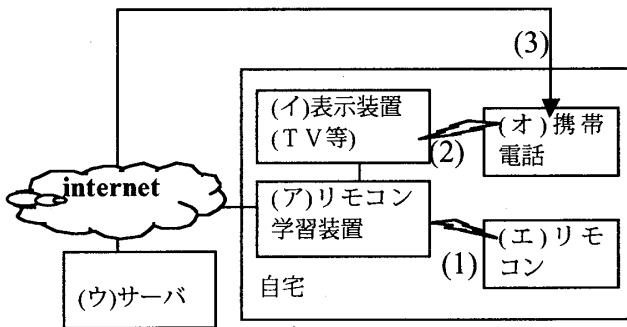 (3)
(イ)表示装置
(TV等)
(2)
(オ)携帯
電話
internet
(ア)リモコン
学習装置
(エ)リモ
コン
(1)
(ウ)サーバ
自宅